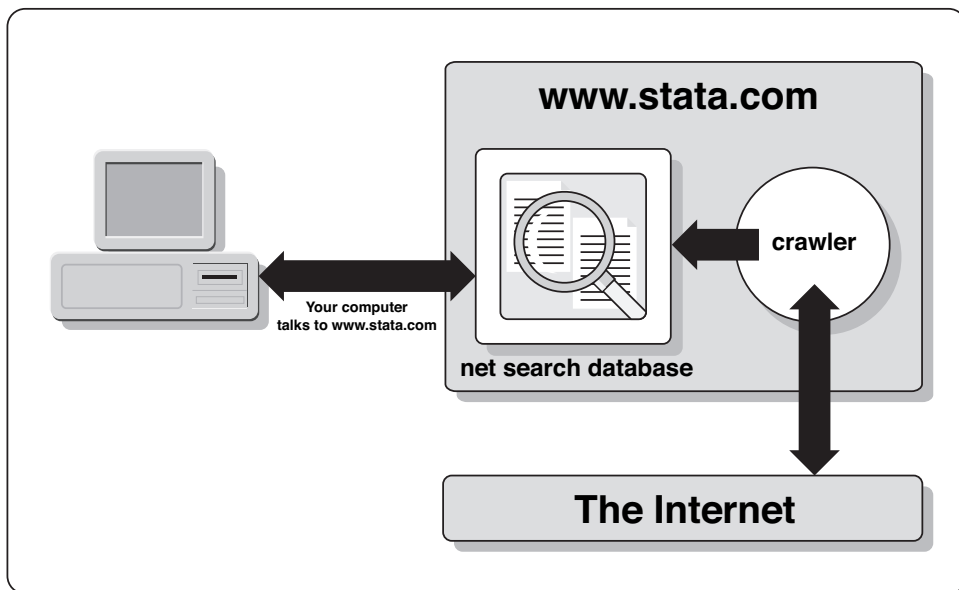 www.stata.com
crawler
Your computer
talks to www.stata.com
net search database
The Internet